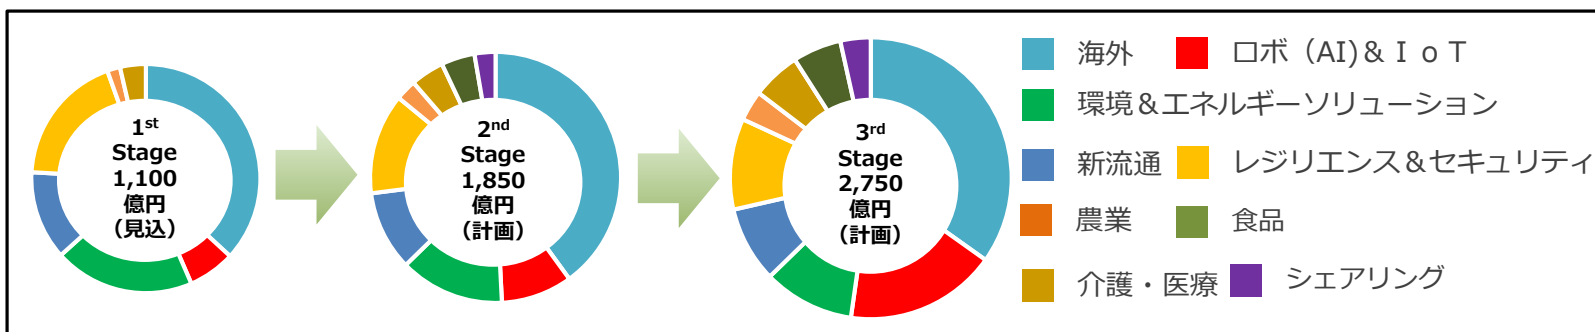 1st
Stage
1,100
億円
（見込）
2nd
Stage
1,850
億円
（計画）
3rd
Stage
2,750
億円
（計画）
海外 ロボ（AI)＆ＩｏＴ
環境＆エネルギーソリューション
新流通 レジリエンス＆セキュリティ
農業 食品
介護・医療 シェアリング